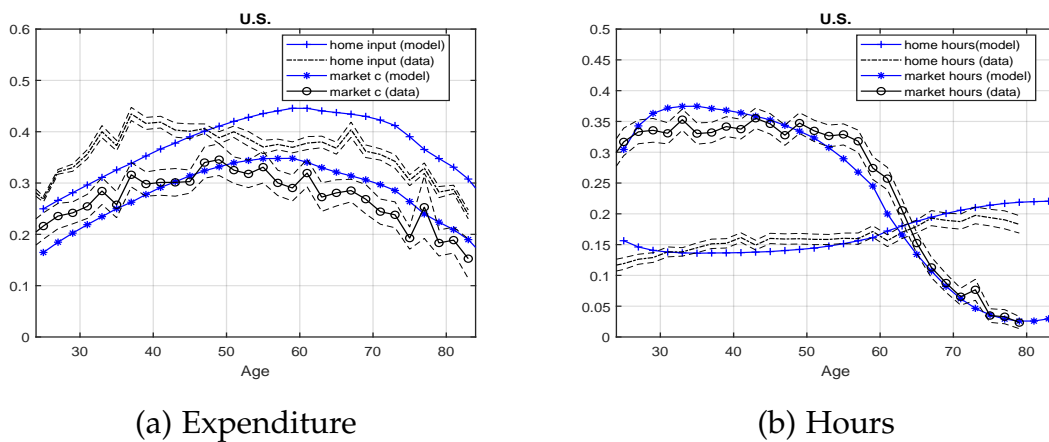 U.S.
0.6
0.5
0.4
0.3
0.2
0.1
0
30 40 50 60 70 80
Age
home input (model)
home input (data)
market c (model)
market c (data)
(a) Expenditure
U.S.
0.5
0.45
0.4
0.35
0.3
0.25
0.2
0.15
0.1
0.05
0
30 40 50 60 70 80
Age
home hours(model)
home hours (data)
market hours (model)
market hours (data)
(b) Hours